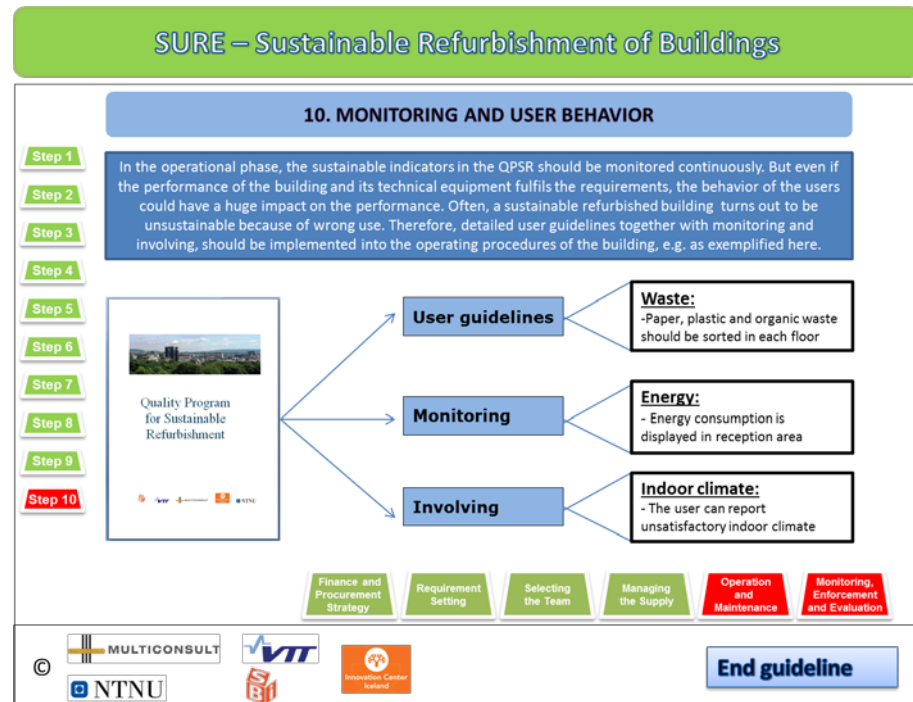 SURE – Sustainable Refurbishment of Buildings
10. MONITORING AND USER BEHAVIOR
Step 1
Step 2
Step 3
Step 4
Step 5
Step 6
Step 7
Step 8
Step 9
Step 10
In the operational phase, the sustainable indicators in the QPSR should be monitored continuously. But even if
the performance of the building and its technical equipment fulfils the requirements, the behavior of the users
could have a huge impact on the performance. Often, a sustainable refurbished building turns out to be
unsustainable because of wrong use. Therefore, detailed user guidelines together with monitoring and
involving, should be implemented into the operating procedures of the building, e.g. as exemplified here.
Quality Program
for Sustainable
Refurbishment
VTT MULTICONSULT NTNU
User guidelines
Waste:
-Paper, plastic and organic waste
should be sorted in each floor
Monitoring
Energy:
- Energy consumption is
displayed in reception area
Involving
Indoor climate:
- The user can report
unsatisfactory indoor climate
Finance and
Procurement
Strategy
Requirement
Setting
Selecting
the Team
Managing
the Supply
Operation
and
Maintenance
Monitoring,
Enforcement
and Evaluation
©
MULTICONSULT
VTT
NTNU
SBi
Innovation Center
Iceland
End guideline